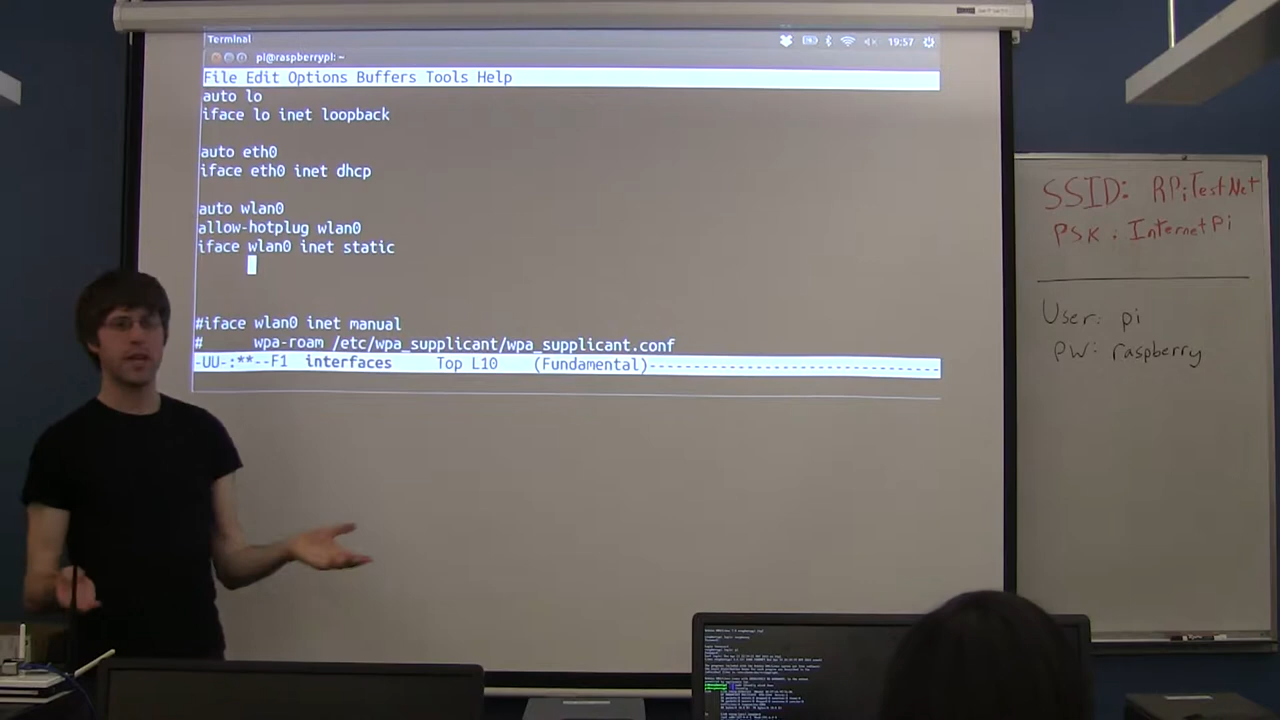 Terminal
19:57
pi@raspberrypi: ~
File Edit Options Buffers Tools Help
auto lo
iface lo inet loopback
auto eth0
iface eth0 inet dhcp
auto wlan0
allow-hotplug wlan0
iface wlan0 inet static
#iface wlan0 inet manual
# wpa-roam /etc/wpa_supplicant/wpa_supplicant.conf
-UU-:**--F1 interfaces Top L10 (Fundamental)--------------------------------
SSID: RPiTestNet
PSK: InternetPi
User: pi
PW: raspberry